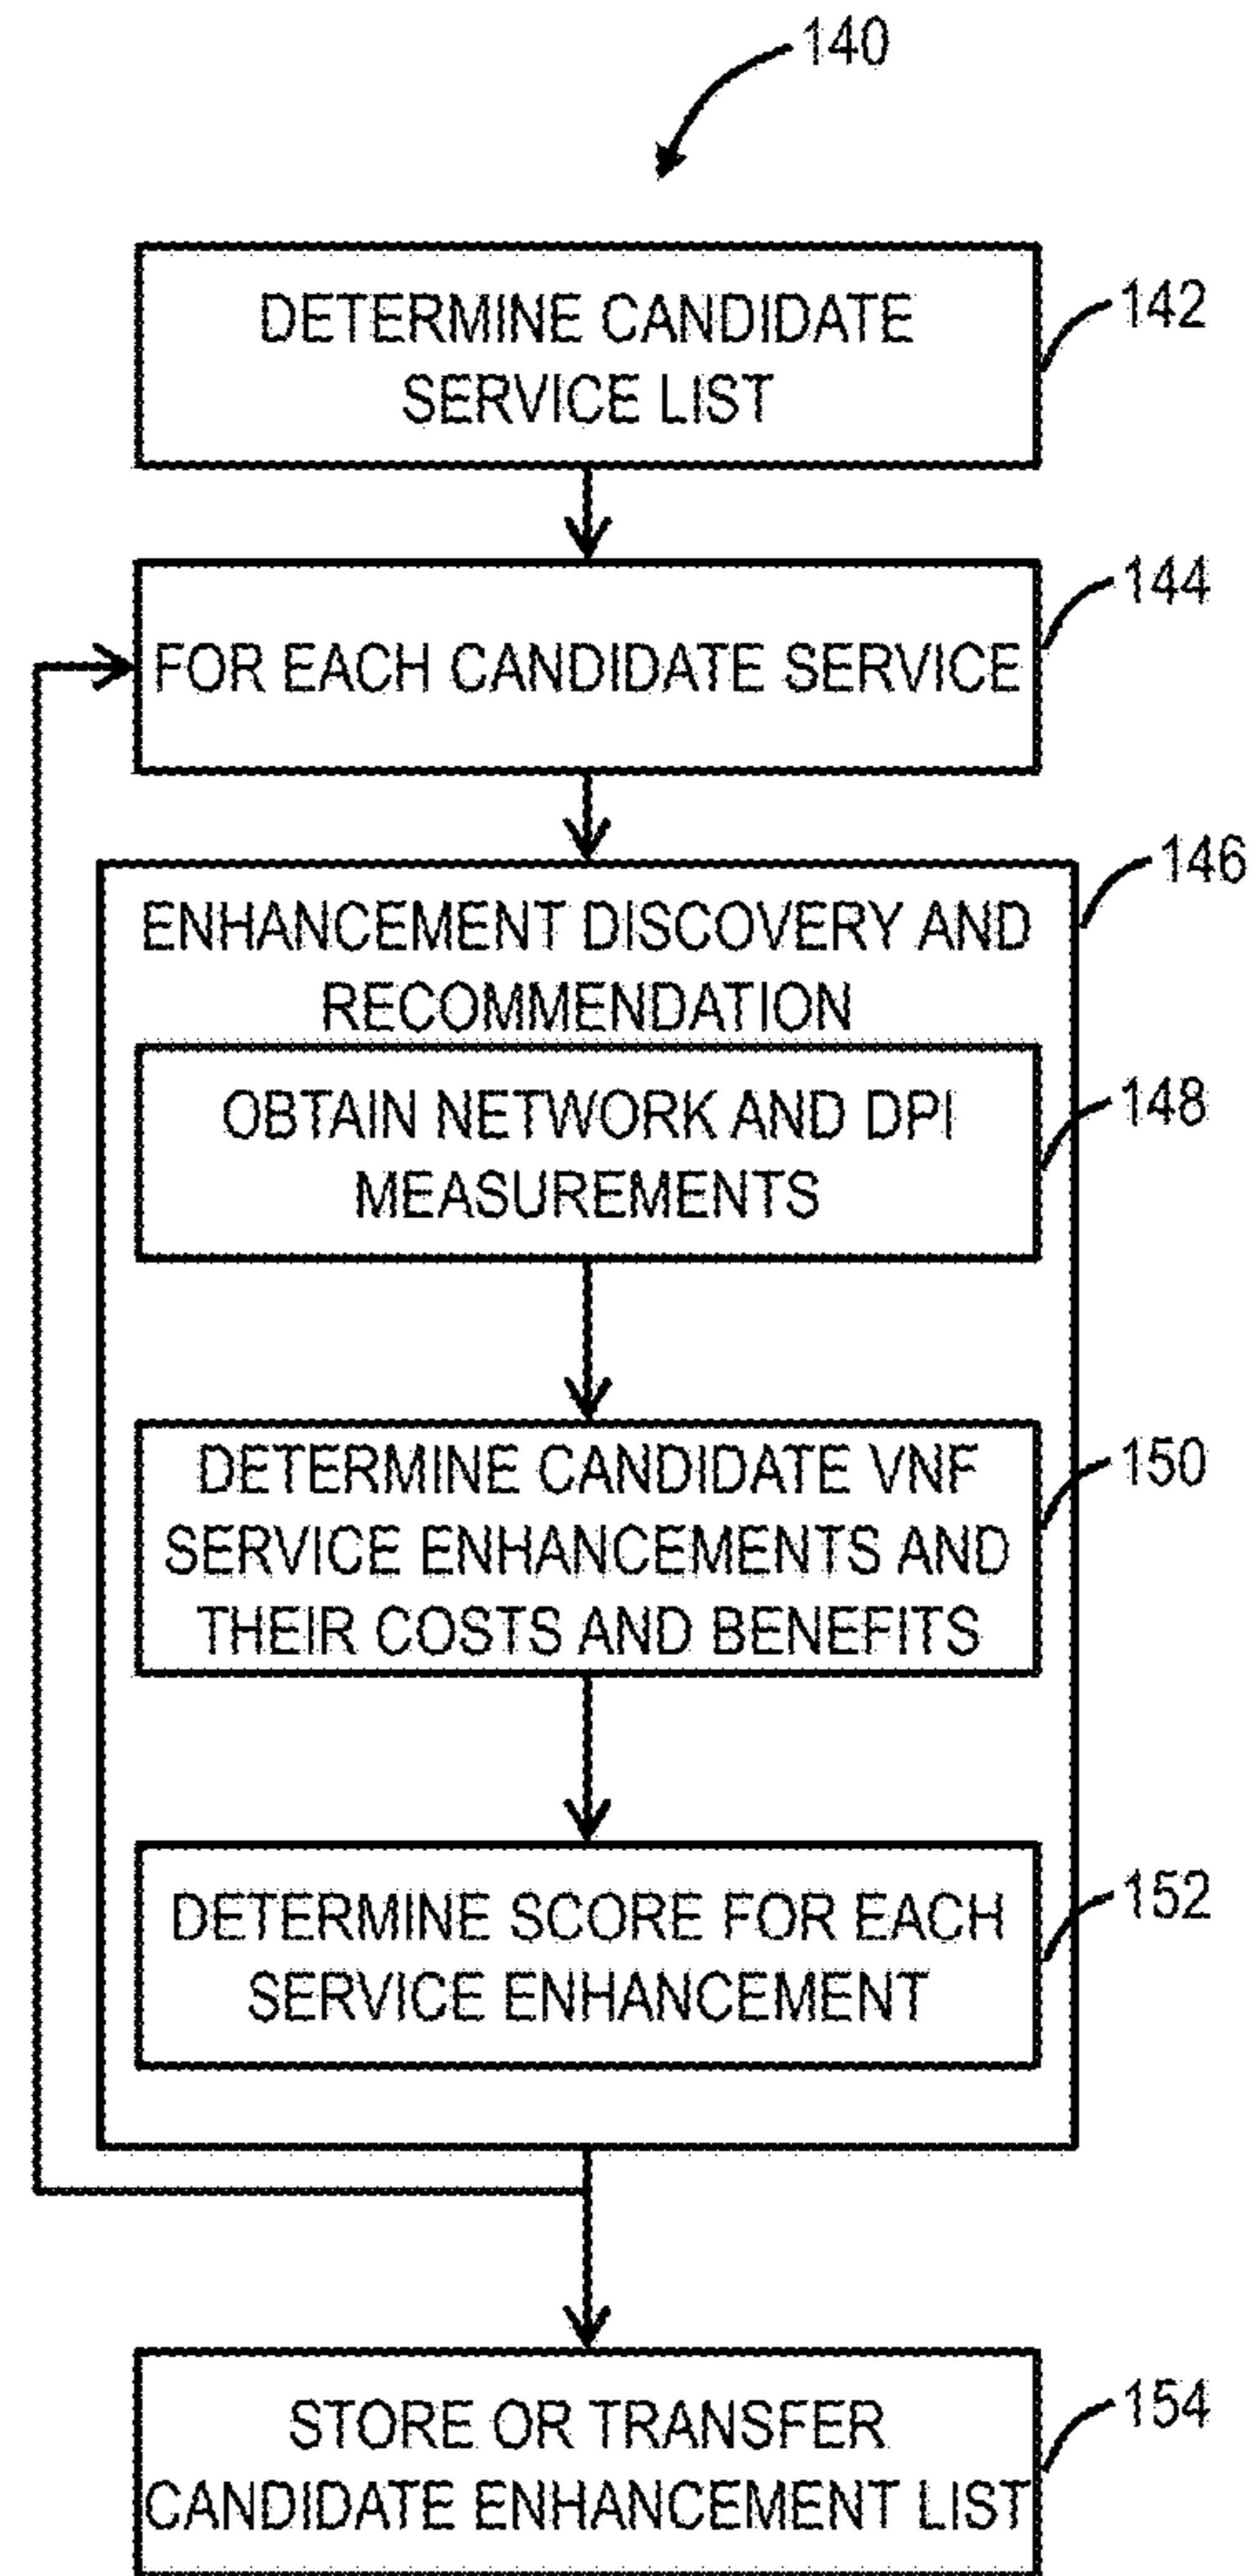 140
DETERMINE CANDIDATE
SERVICE LIST
142
FOR EACH CANDIDATE SERVICE
144
ENHANCEMENT DISCOVERY AND
RECOMMENDATION
146
OBTAIN NETWORK AND DPI
MEASUREMENTS
148
DETERMINE CANDIDATE VNF
SERVICE ENHANCEMENTS AND
THEIR COSTS AND BENEFITS
150
DETERMINE SCORE FOR EACH
SERVICE ENHANCEMENT
152
STORE OR TRANSFER
CANDIDATE ENHANCEMENT LIST
154